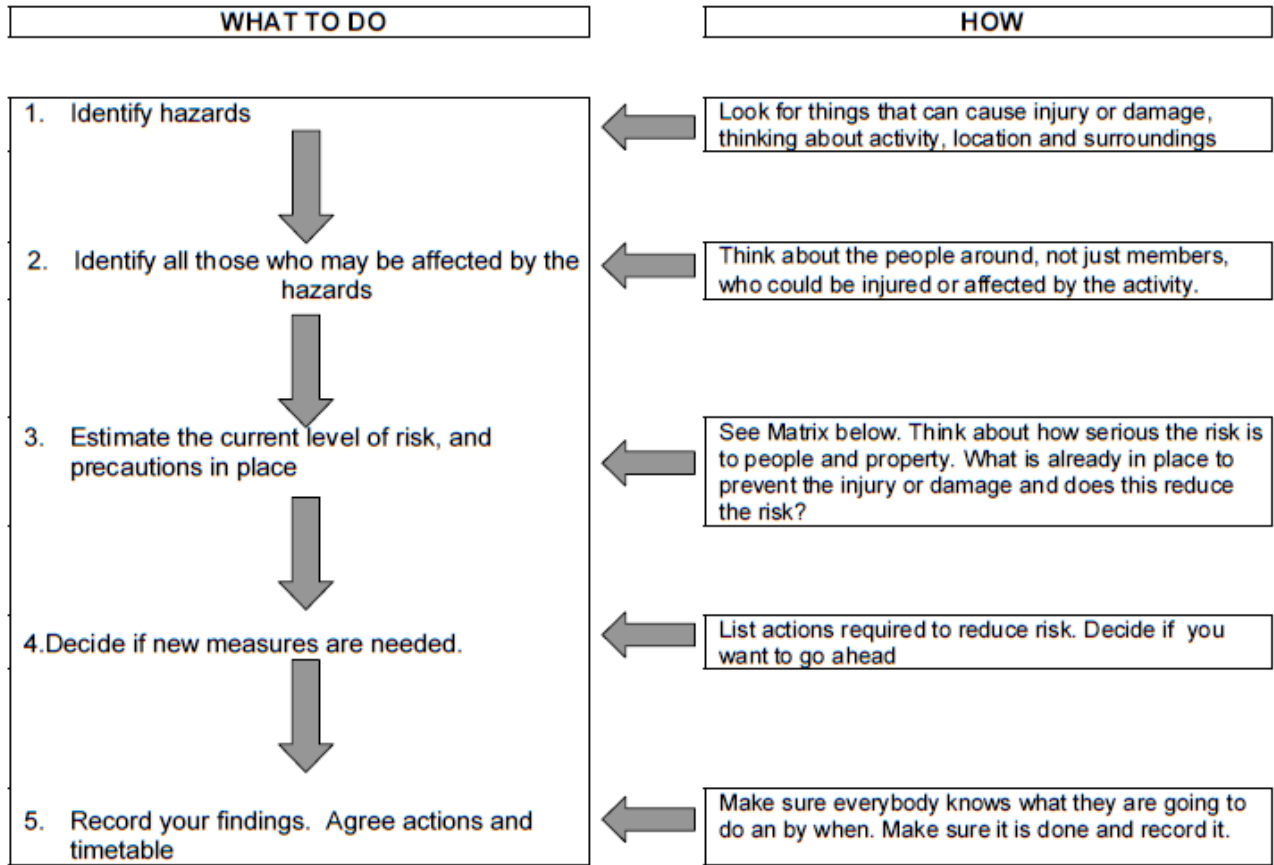 WHAT TO DO
HOW
1. Identify hazards
Look for things that can cause injury or damage,
thinking about activity, location and surroundings
2. Identify all those who may be affected by the
hazards
Think about the people around, not just members,
who could be injured or affected by the activity.
3. Estimate the current level of risk, and
precautions in place
See Matrix below. Think about how serious the risk is
to people and property. What is already in place to
prevent the injury or damage and does this reduce
the risk?
4.Decide if new measures are needed.
List actions required to reduce risk. Decide if you
want to go ahead
5. Record your findings. Agree actions and
timetable
Make sure everybody knows what they are going to
do an by when. Make sure it is done and record it.